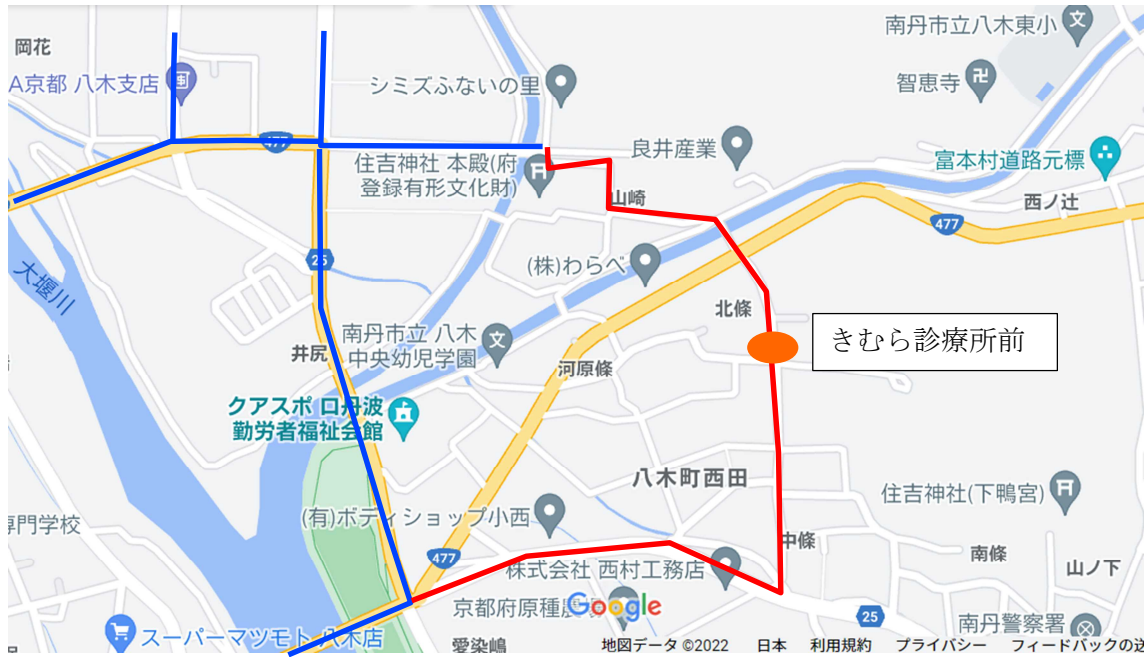 岡花
A京都 八木支店
477
シミズふないの里
南丹市立八木東小
智恵寺
良井産業
富本村道路元標
西ノ辻
477
住吉神社 本殿(府
登録有形文化財)
山崎
25
(株)わらべ
大堰川
北條
きむら診療所前
井尻
南丹市立 八木
中央幼児学園
河原條
クアスポ 口丹波
勤労者福祉会館
八木町西田
住吉神社(下鴨宮)
専門学校
(有)ボディショップ小西
中條
南條
山ノ下
477
株式会社 西村工務店
京都府原種農場
Google
25
南丹警察署
スーパーマツモト 八木店
愛染嶋
地図データ ©2022 日本 利用規約 プライバシー フィードバックの